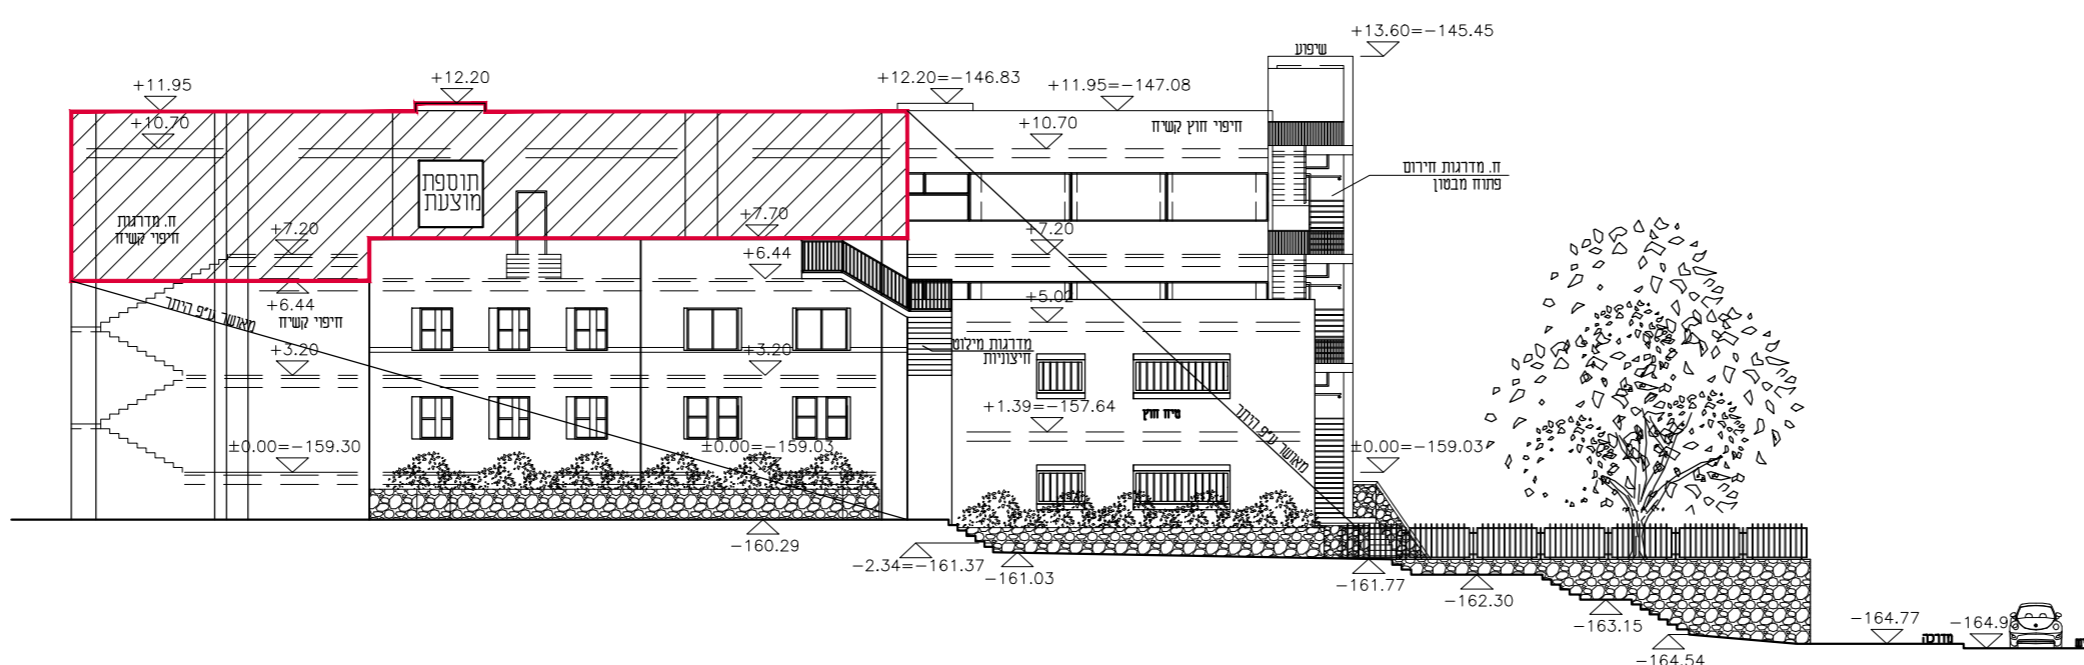 +13.60=−145.45
שיפוע
+11.95
+12.20
+12.20=−146.83
+11.95=−147.08
+10.70
+10.70
חיפוי חוץ קשיח
ח. מדרגות חירום
פתוח מבטון
תוספת
מוצעת
ח. מדרגות
חיפוי קשיח
+7.20
+7.70
+7.20
+6.44
+6.44
חיפוי קשיח
מאושר ע״פ היתר
+5.02
+3.20
+3.20
מדרגות מילוט
חיצוניות
+1.39=−157.64
טיח חוץ
מאושר ע״פ היתר
±0.00=−159.30
±0.00=−159.03
±0.00=−159.03
−160.29
−2.34=−161.37
−161.03
−161.77
−162.30
−163.15
−164.54
−164.77
מדרכה
−164.9